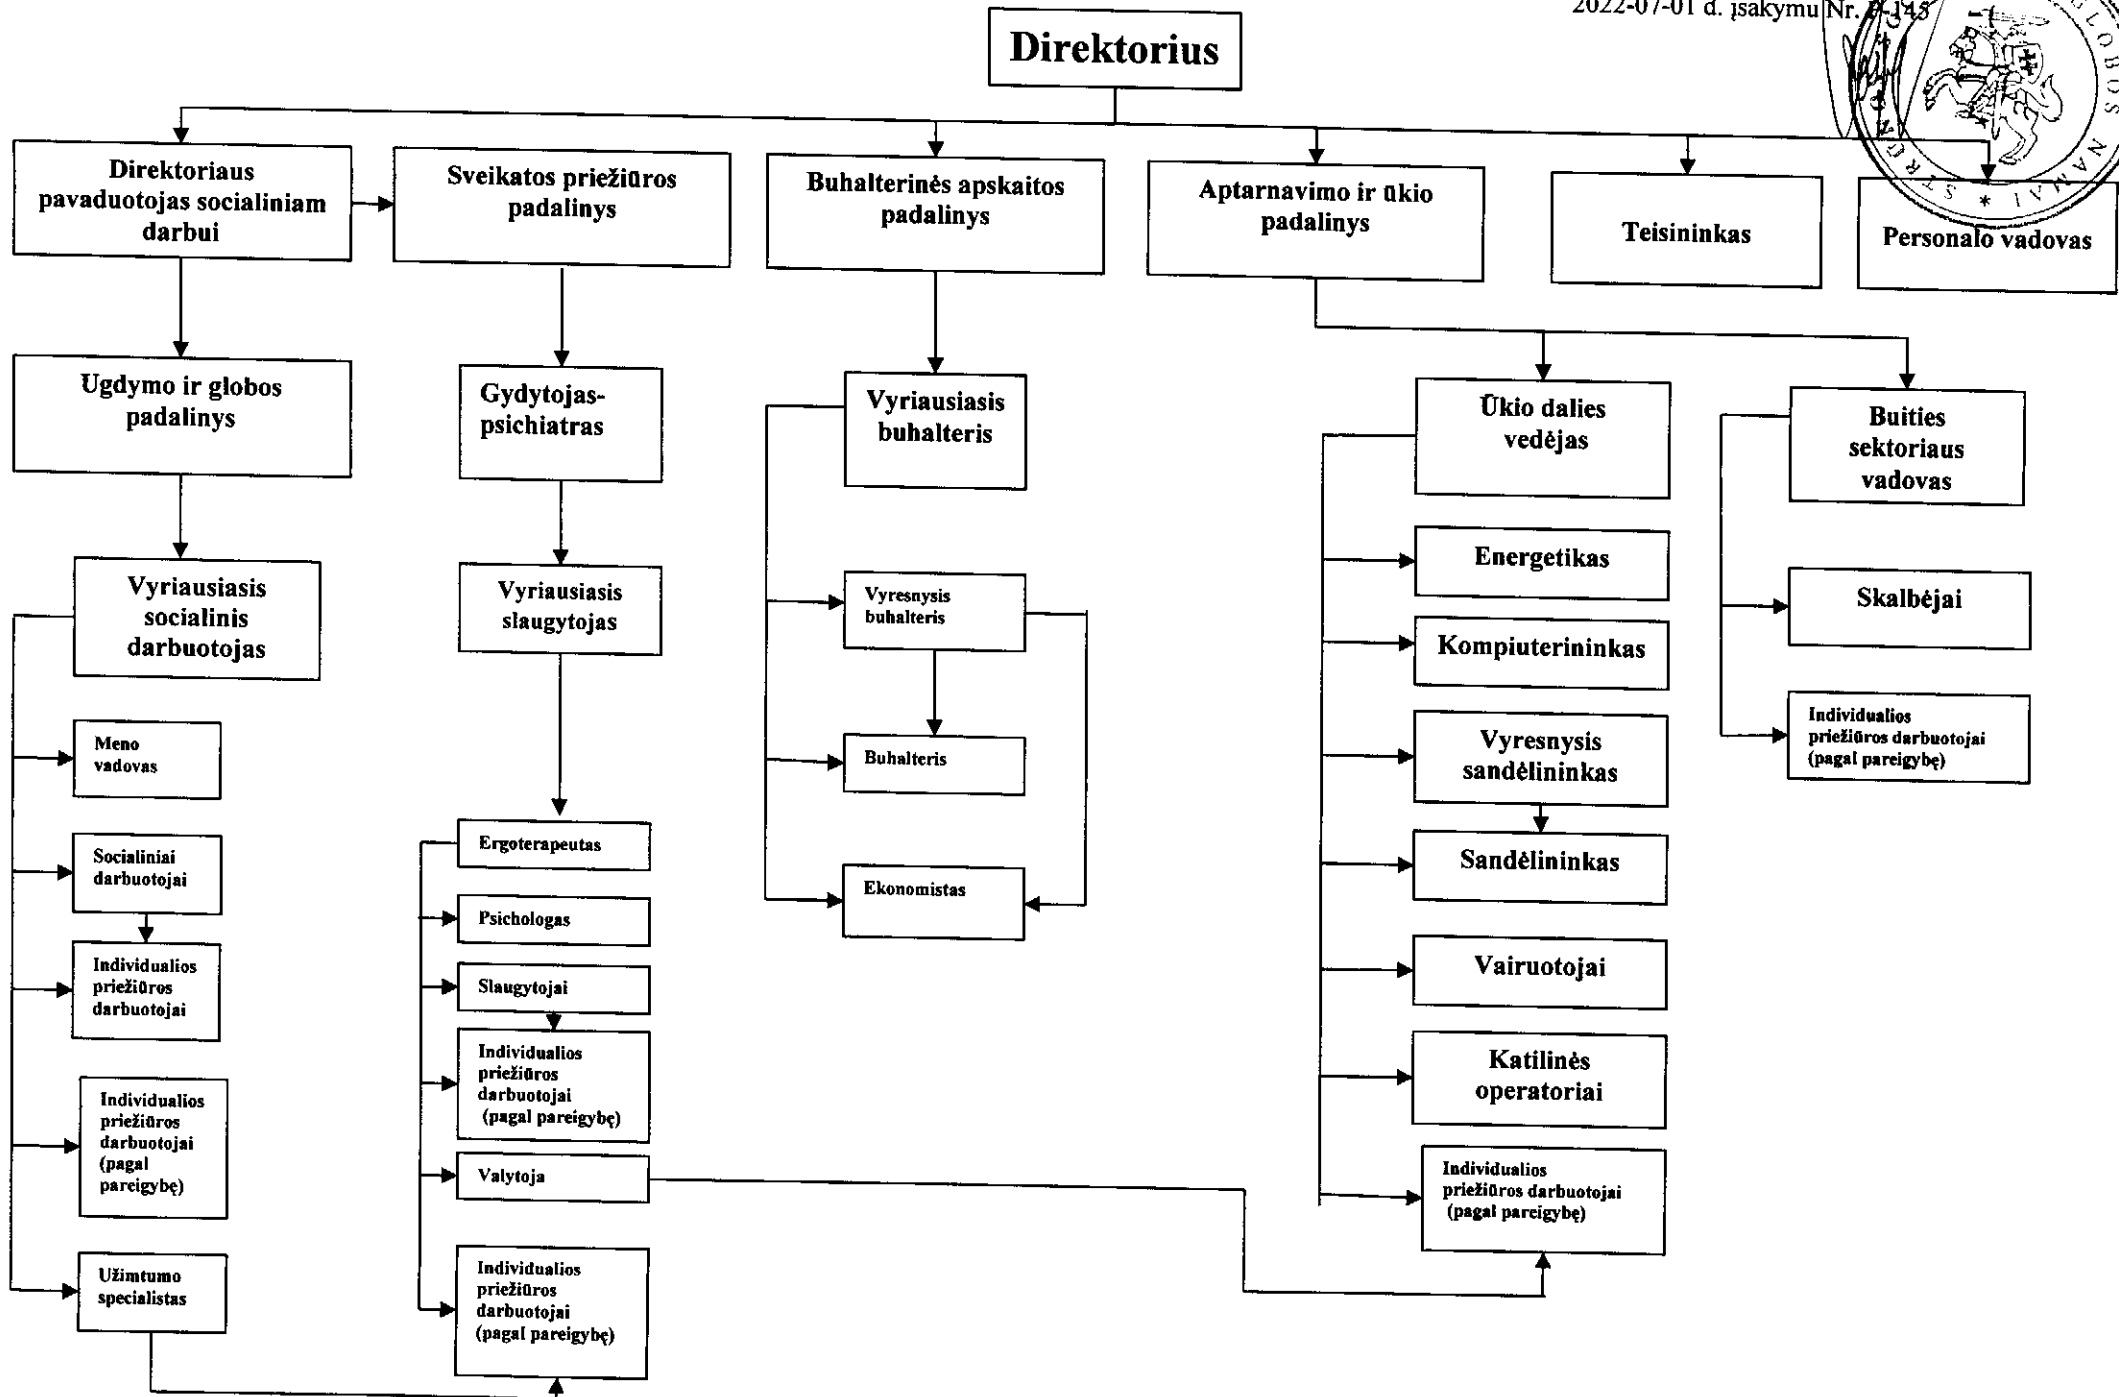 2022-07-01 d. įsakymu Nr.
Direktorius
Direktoriaus
pavaduotojas socialiniam
darbui
Sveikatos priežiūros
padalinys
Buhalterinės apskaitos
padalinys
Aptarnavimo ir ūkio
padalinys
Teisininkas
Personalo vadovas
Ugdymo ir globos
padalinys
Gydytojas-
psichiatras
Vyriausiasis
buhalteris
Ūkio dalies
vedėjas
Buities
sektoriaus
vadovas
Vyriausiasis
socialinis
darbuotojas
Vyriausiasis
slaugytojas
Vyresnysis
buhalteris
Buhalteris
Ekonomistas
Energetikas
Kompiuterininkas
Vyresnysis
sandėlininkas
Sandėlininkas
Vairuotojai
Katilinės
operatoriai
Individualios
priežiūros darbuotojai
(pagal pareigybę)
Skalbėjai
Individualios
priežiūros darbuotojai
(pagal pareigybę)
Meno
vadovas
Socialiniai
darbuotojai
Individualios
priežiūros
darbuotojai
Individualios
priežiūros
darbuotojai
(pagal
pareigybę)
Užimtumo
specialistas
Ergoterapeutas
Psichologas
Slaugytojai
Individualios
priežiūros
darbuotojai
(pagal pareigybę)
Valytoja
Individualios
priežiūros
darbuotojai
(pagal pareigybę)